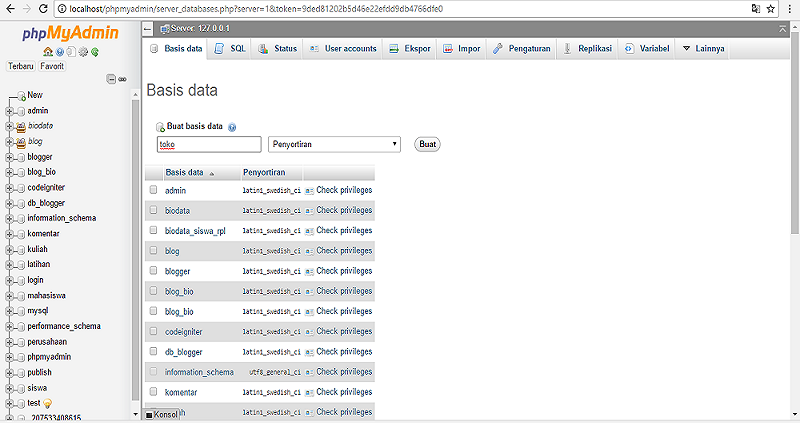 localhost/phpmyadmin/server_databases.php?server=1&token=9ded81202b5d46e22efdd9db4766dfe0
phpMyAdmin
Terbaru Favorit
New
admin
biodata
blog
blogger
blog_bio
codeigniter
db_blogger
information_schema
komentar
kuliah
latihan
login
mahasiswa
mysql
performance_schema
perusahaan
phpmyadmin
publish
siswa
test
_207533408615
Server: 127.0.0.1
Basis data SQL Status User accounts Ekspor Impor Pengaturan Replikasi Variabel Lainnya
Basis data
Buat basis data
toko Penyortiran Buat
Basis data Penyortiran
admin latin1_swedish_ci Check privileges
biodata latin1_swedish_ci Check privileges
biodata_siswa_rpl latin1_swedish_ci Check privileges
blog latin1_swedish_ci Check privileges
blogger latin1_swedish_ci Check privileges
blog_bio latin1_swedish_ci Check privileges
blog_bio latin1_swedish_ci Check privileges
codeigniter latin1_swedish_ci Check privileges
db_blogger latin1_swedish_ci Check privileges
information_schema utf8_general_ci Check privileges
komentar latin1_swedish_ci Check privileges
h latin1_swedish_ci Check privileges
Konsol